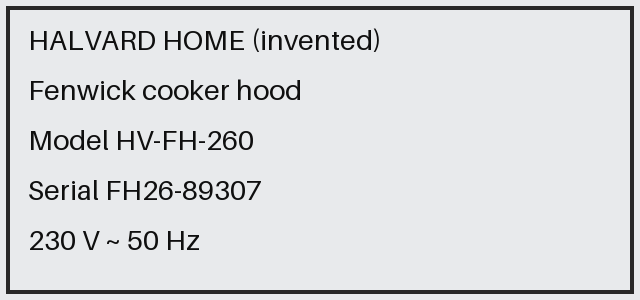 HALVARD HOME (invented)
Fenwick cooker hood
Model HV-FH-260
Serial FH26-89307
230 V ~ 50 Hz